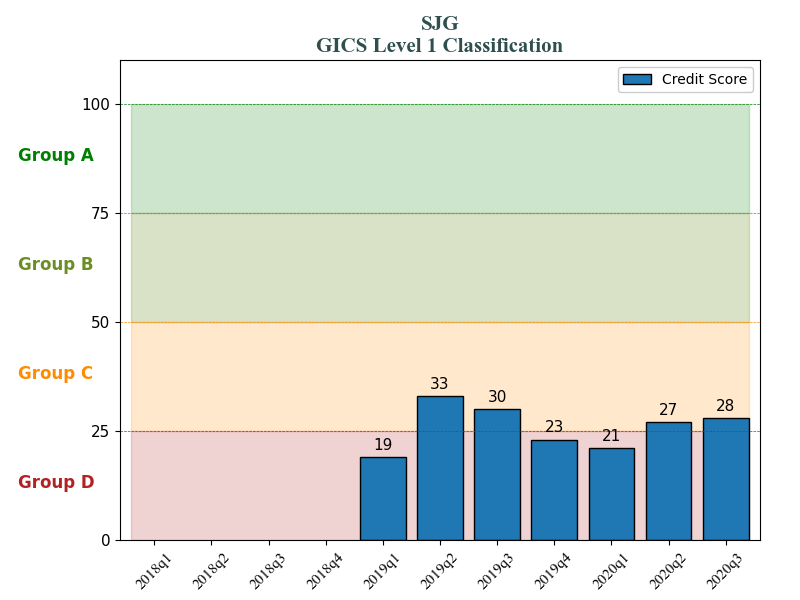 SJG
GICS Level 1 Classification
Credit Score
100
Group A
75
Group B
50
Group C
33
30
28
27
25
23
21
19
Group D
0
2018q1 2018q2 2018q3 2018q4 2019q1 2019q2 2019q3 2019q4 2020q1 2020q2 2020q3